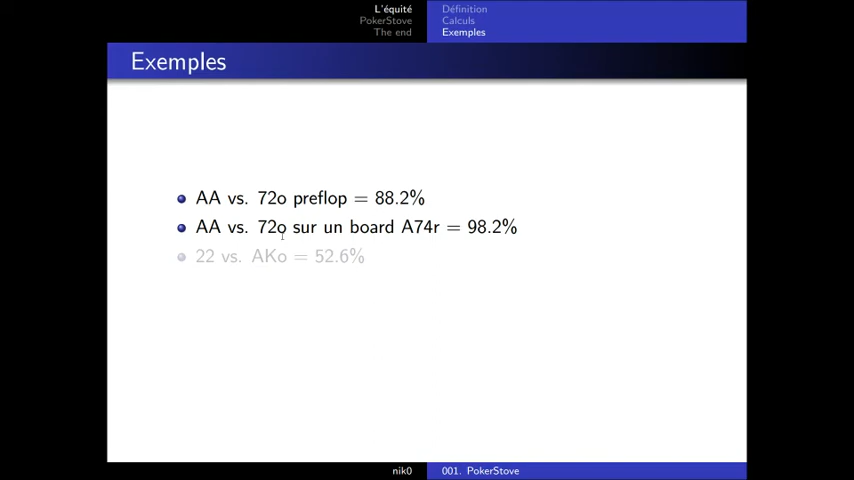 L'équité
PokerStove
The end
Définition
Calculs
Exemples
Exemples
AA vs. 72o preflop = 88.2%
AA vs. 72o sur un board A74r = 98.2%
22 vs. AKo = 52.6%
nik0
001. PokerStove